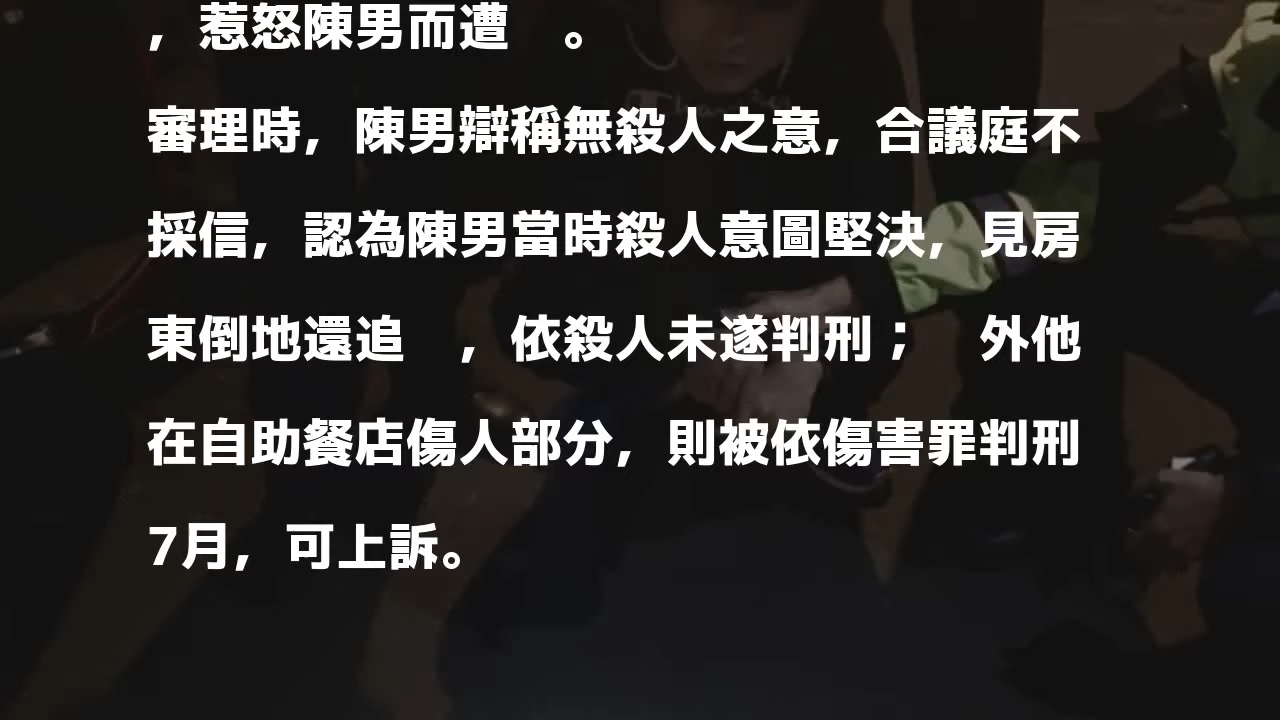 ，惹怒陳男而遭　。
審理時，陳男辯稱無殺人之意，合議庭不
採信，認為陳男當時殺人意圖堅決，見房
東倒地還追　，依殺人未遂判刑；　外他
在自助餐店傷人部分，則被依傷害罪判刑
7月，可上訴。